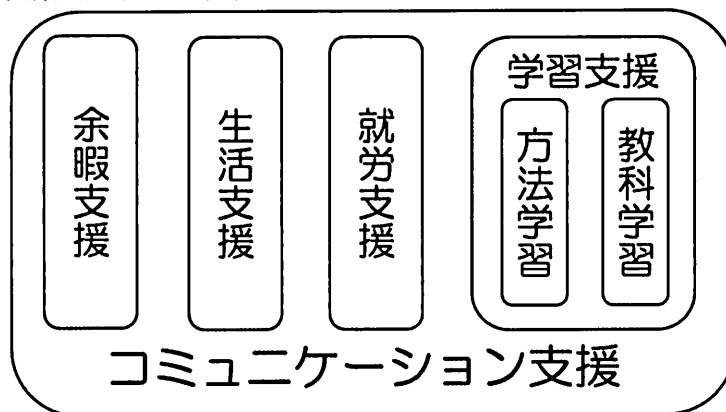 余暇支援
生活支援
就労支援
学習支援
方法学習
教科学習
コミュニケーション支援